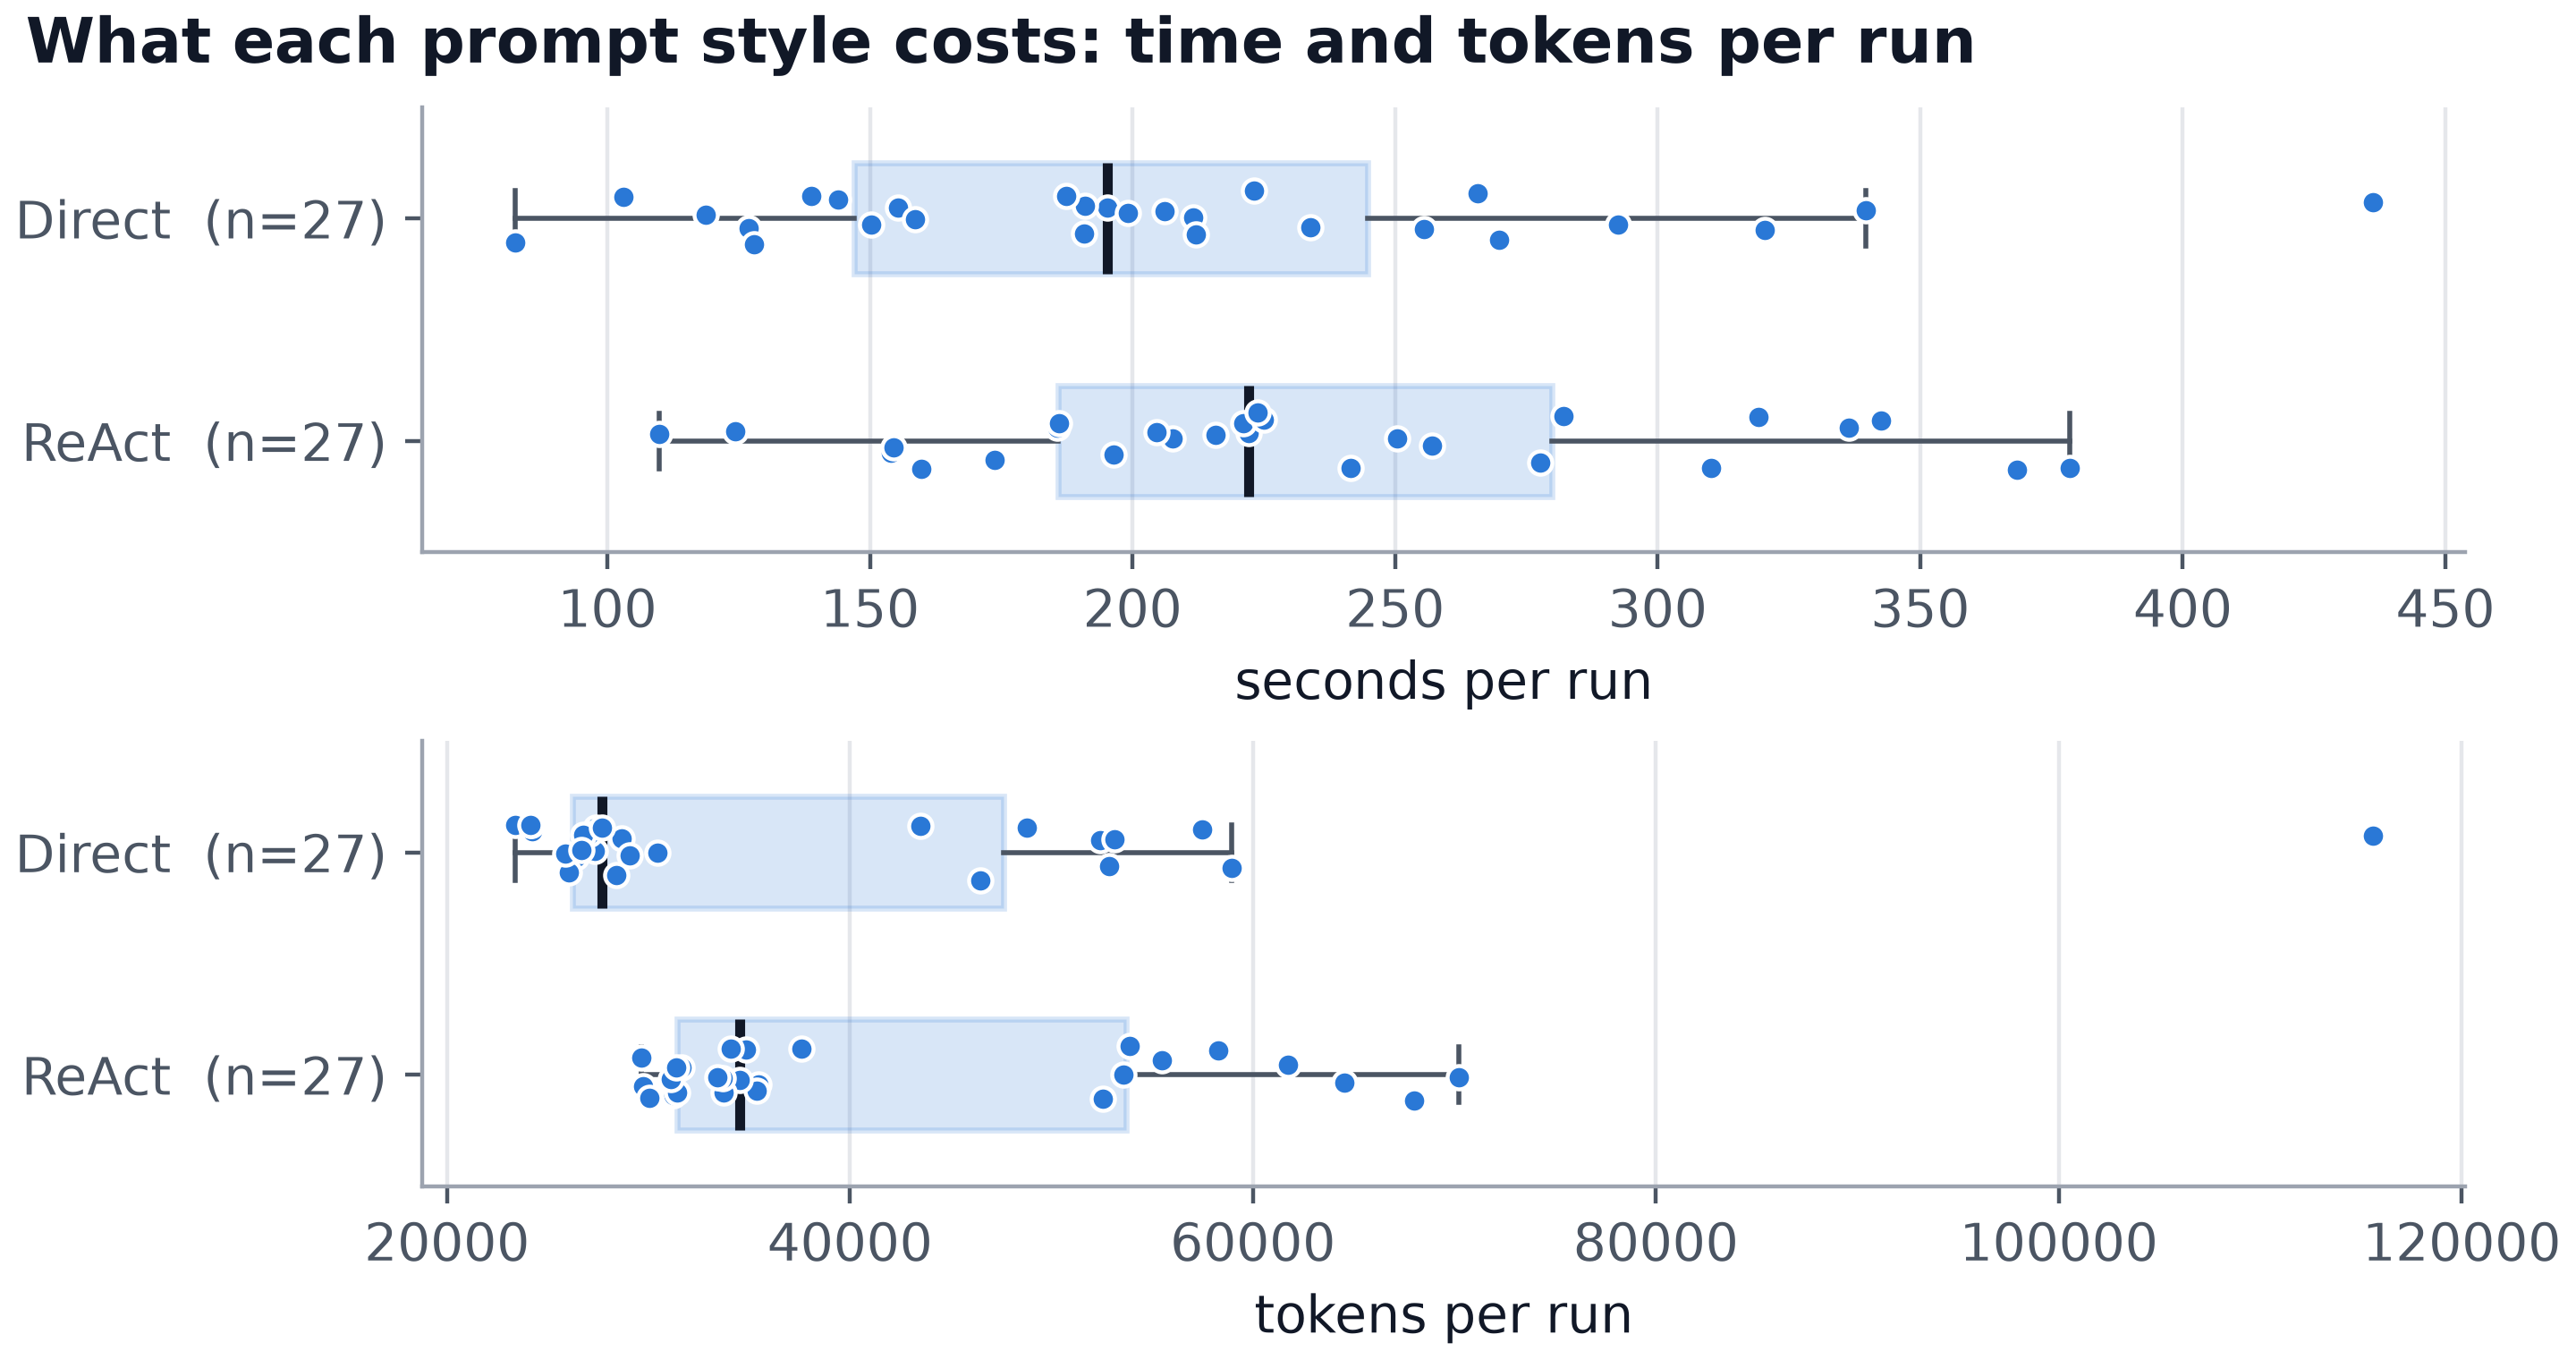 What each prompt style costs: time and tokens per run
Direct (n=27)
ReAct (n=27)
100 150 200 250 300 350 400 450
seconds per run
Direct (n=27)
ReAct (n=27)
20000 40000 60000 80000 100000 120000
tokens per run